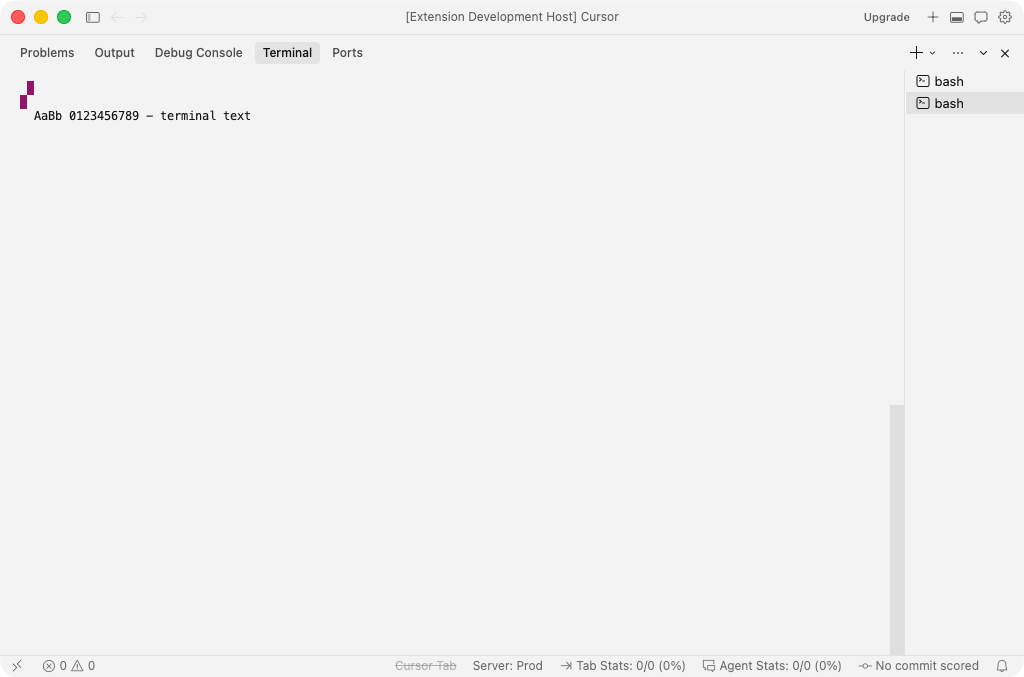 [Extension Development Host] Cursor
Upgrade
Problems Output Debug Console Terminal Ports
bash
bash
AaBb 0123456789 — terminal text
0 0 Cursor Tab Server: Prod Tab Stats: 0/0 (0%) Agent Stats: 0/0 (0%) No commit scored